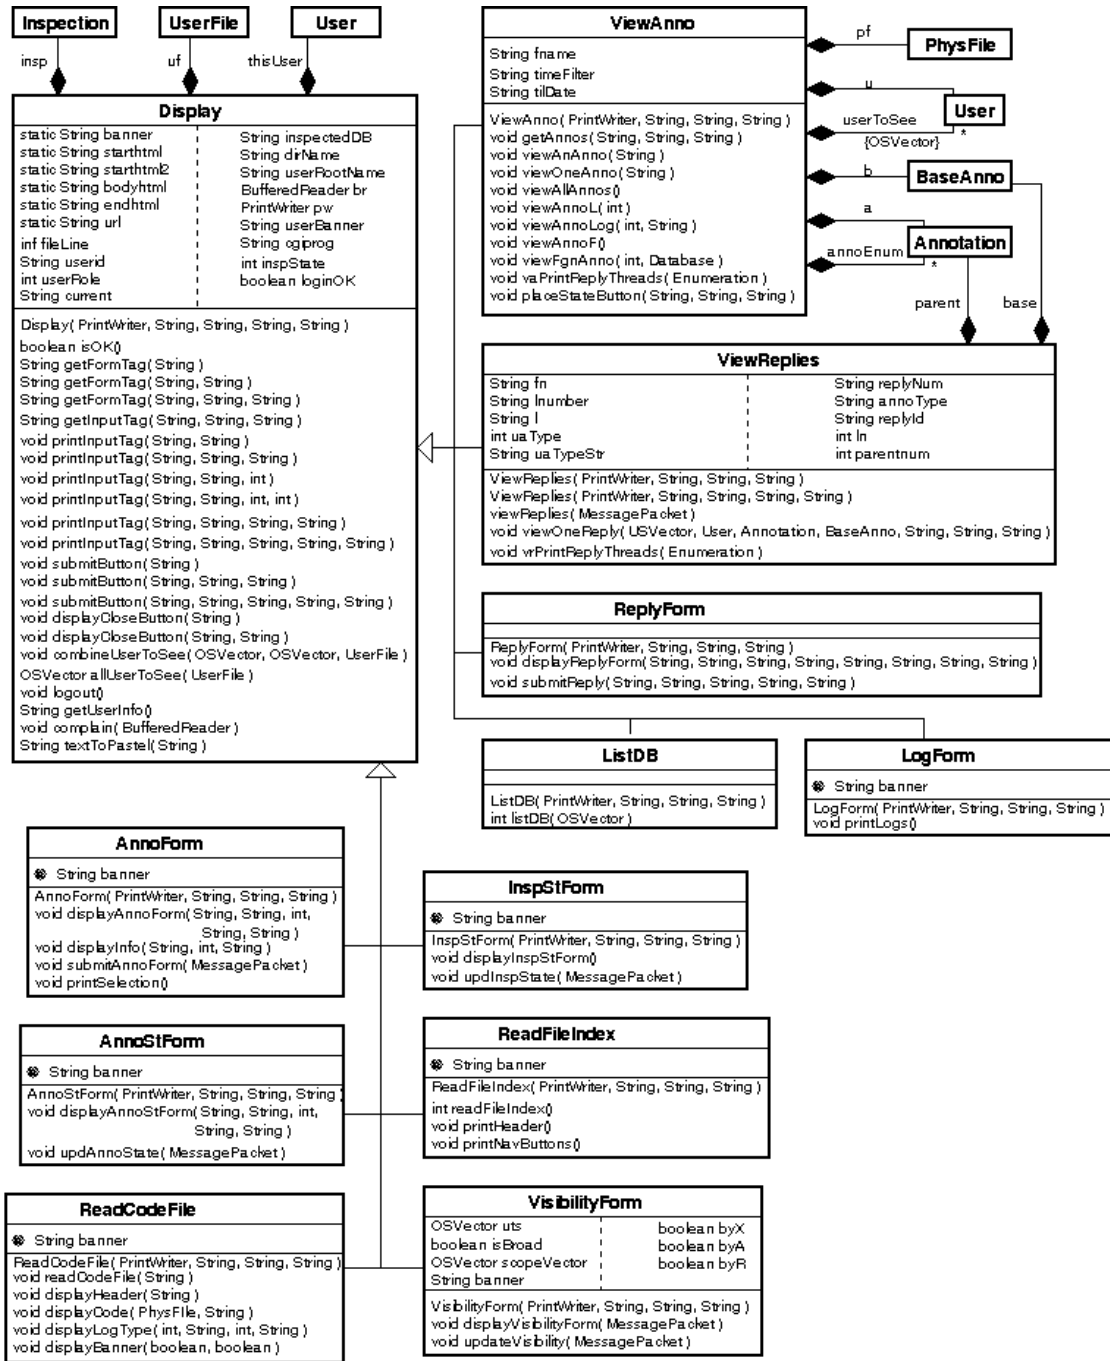 Inspection
UserFile
User
insp
uf
thisUser
Display
static String banner
static String starthtml
static String starthtml2
static String bodyhtml
static String endhtml
static String url
inf fileLine
String userid
int userRole
String current
String inspectedDB
String dirName
String userRootName
BufferedReader br
PrintWriter pw
String userBanner
String cgiprog
int inspState
boolean loginOK
Display( PrintWriter, String, String, String, String )
boolean isOK()
String getFormTag( String )
String getFormTag( String, String )
String getFormTag( String, String, String )
String getInputTag( String, String, String )
void printInputTag( String, String )
void printInputTag( String, String, String )
void printInputTag( String, String, int )
void printInputTag( String, String, int, int )
void printInputTag( String, String, String, String )
void printInputTag( String, String, String, String, String )
void submitButton( String )
void submitButton( String, String, String )
void submitButton( String, String, String, String, String )
void displayCloseButton( String )
void displayCloseButton( String, String )
void combineUserToSee( OSVector, OSVector, UserFile )
OSVector allUserToSee( UserFile )
void logout()
String getUserInfo()
void complain( BufferedReader )
String textToPastel( String )
ViewAnno
String fname
String timeFilter
String tilDate
ViewAnno( PrintWriter, String, String, String )
void getAnnos( String, String, String )
void viewAnAnno( String )
void viewOneAnno( String )
void viewAllAnnos()
void viewAnnoL( int )
void viewAnnoLog( int, String )
void viewAnnoF()
void viewFgnAnno( int, Database )
void vaPrintReplyThreads( Enumeration )
void placeStateButton( String, String, String )
pf
PhysFile
u
User
userToSee
*
{OSVector}
b
BaseAnno
a
Annotation
annoEnum
*
parent
base
ViewReplies
String fn
String lnumber
String l
int uaType
String uaTypeStr
String replyNum
String annoType
String replyId
int ln
int parentnum
ViewReplies( PrintWriter, String, String, String )
ViewReplies( PrintWriter, String, String, String, String )
viewReplies( MessagePacket )
void viewOneReply( USVector, User, Annotation, BaseAnno, String, String, String )
void vrPrintReplyThreads( Enumeration )
ReplyForm
ReplyForm( PrintWriter, String, String, String )
void displayReplyForm( String, String, String, String, String, String, String, String )
void submitReply( String, String, String, String, String )
ListDB
ListDB( PrintWriter, String, String, String )
int listDB( OSVector )
LogForm
String banner
LogForm( PrintWriter, String, String, String )
void printLogs()
AnnoForm
String banner
AnnoForm( PrintWriter, String, String, String )
void displayAnnoForm( String, String, int,
String, String )
void displayInfo( String, int, String )
void submitAnnoForm( MessagePacket )
void printSelection()
InspStForm
String banner
InspStForm( PrintWriter, String, String, String )
void displayInspStForm()
void updInspState( MessagePacket )
AnnoStForm
String banner
AnnoStForm( PrintWriter, String, String, String )
void displayAnnoStForm( String, String, int,
String, String )
void updAnnoState( MessagePacket )
ReadFileIndex
String banner
ReadFileIndex( PrintWriter, String, String, String )
int readFileIndex()
void printHeader()
void printNavButtons()
ReadCodeFile
String banner
ReadCodeFile( PrintWriter, String, String, String )
void readCodeFile( String )
void displayHeader( String )
void displayCode( PhysFIle, String )
void displayLogType( int, String, int, String )
void displayBanner( boolean, boolean )
VisibilityForm
OSVector uts
boolean isBroad
OSVector scopeVector
String banner
boolean byX
boolean byA
boolean byR
VisibilityForm( PrintWriter, String, String, String )
void displayVisibilityForm( MessagePacket )
void updateVisibility( MessagePacket )